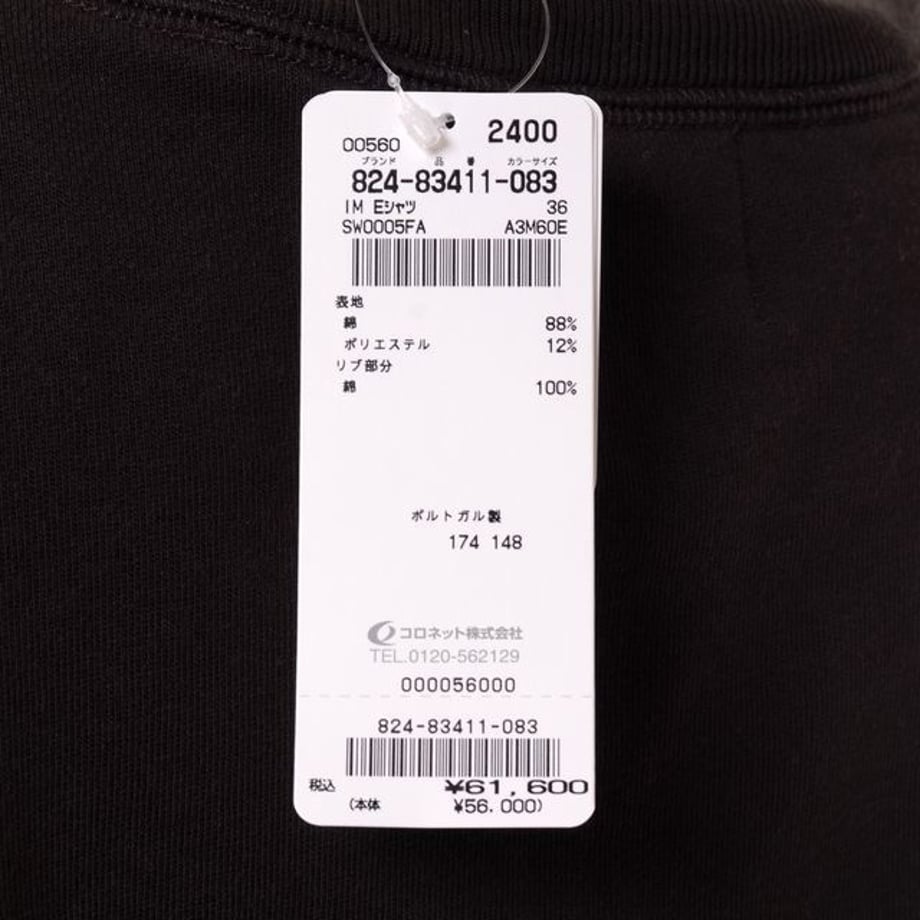 2400
00560
ブランド 品 番 カラーサイズ
824-83411-083
IM Eシャツ 36
SW0005FA A3M60E
表地
綿 88%
ポリエステル 12%
リブ部分
綿 100%
ポルトガル製
174 148
コロネット株式会社
TEL.0120-562129
000056000
824-83411-083
税込 ¥61,600
(本体 ¥56.000)